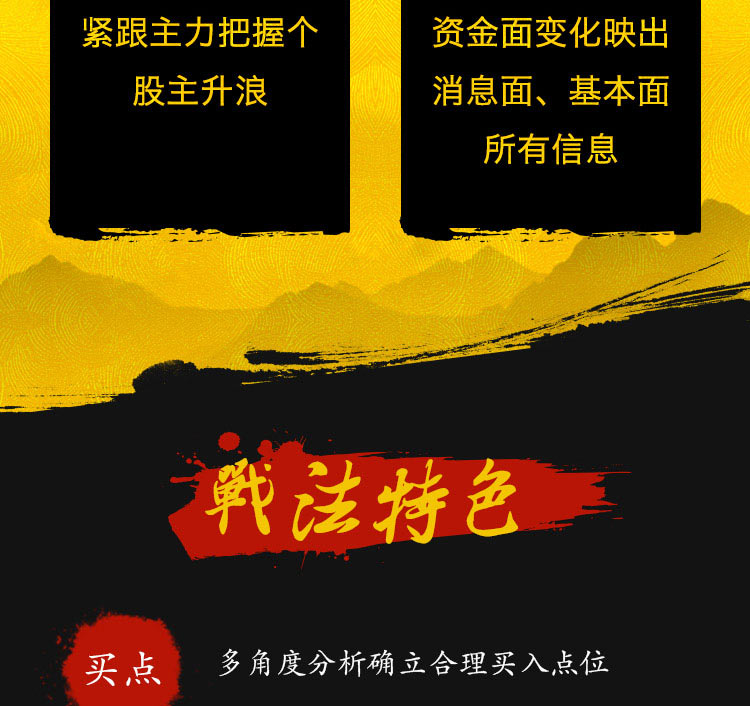 紧跟主力把握个
股主升浪
资金面变化映出
消息面、基本面
所有信息
戰法特色
买点
多角度分析确立合理买入点位